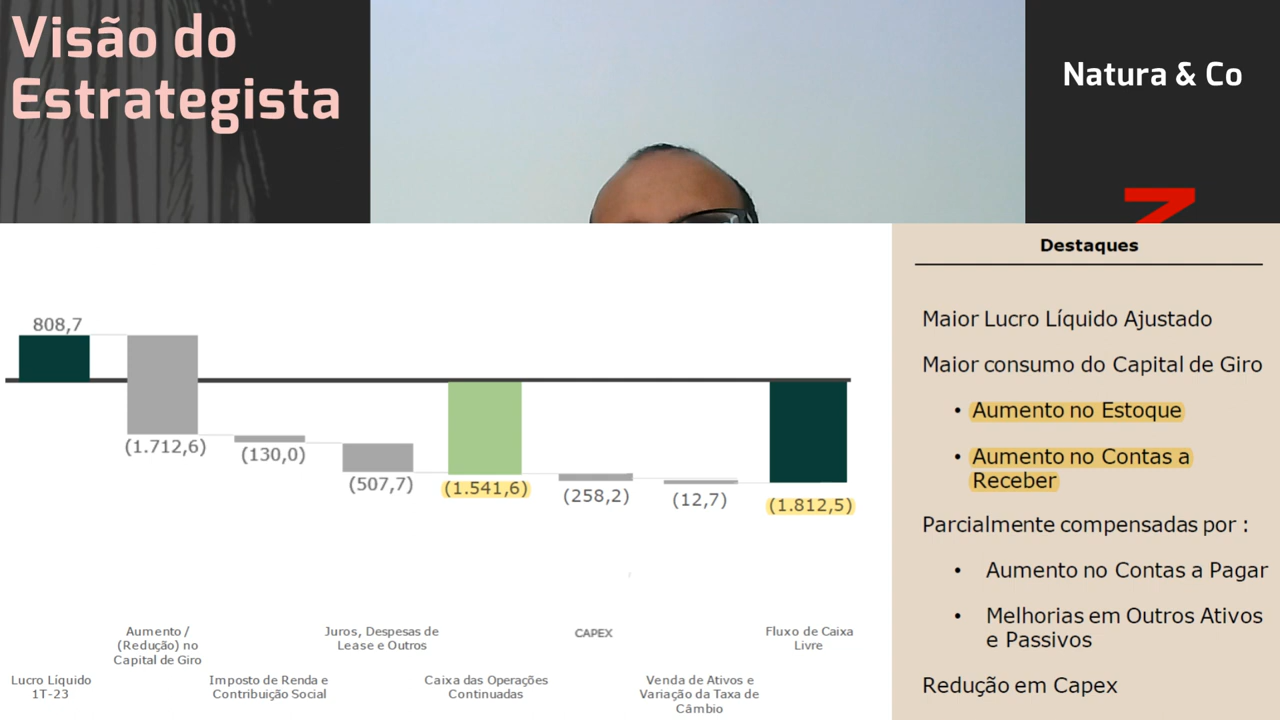 Visão do
Estrategista
Natura & Co
808,7
(1.712,6)
(130,0)
(507,7)
(1.541,6)
(258,2)
(12,7)
(1.812,5)
Lucro Líquido
1T-23
Aumento /
(Redução) no
Capital de Giro
Imposto de Renda e
Contribuição Social
Juros, Despesas de
Lease e Outros
Caixa das Operações
Continuadas
CAPEX
Venda de Ativos e
Variação da Taxa de
Câmbio
Fluxo de Caixa
Livre
Destaques
Maior Lucro Líquido Ajustado
Maior consumo do Capital de Giro
• Aumento no Estoque
• Aumento no Contas a
Receber
Parcialmente compensadas por :
• Aumento no Contas a Pagar
• Melhorias em Outros Ativos
e Passivos
Redução em Capex